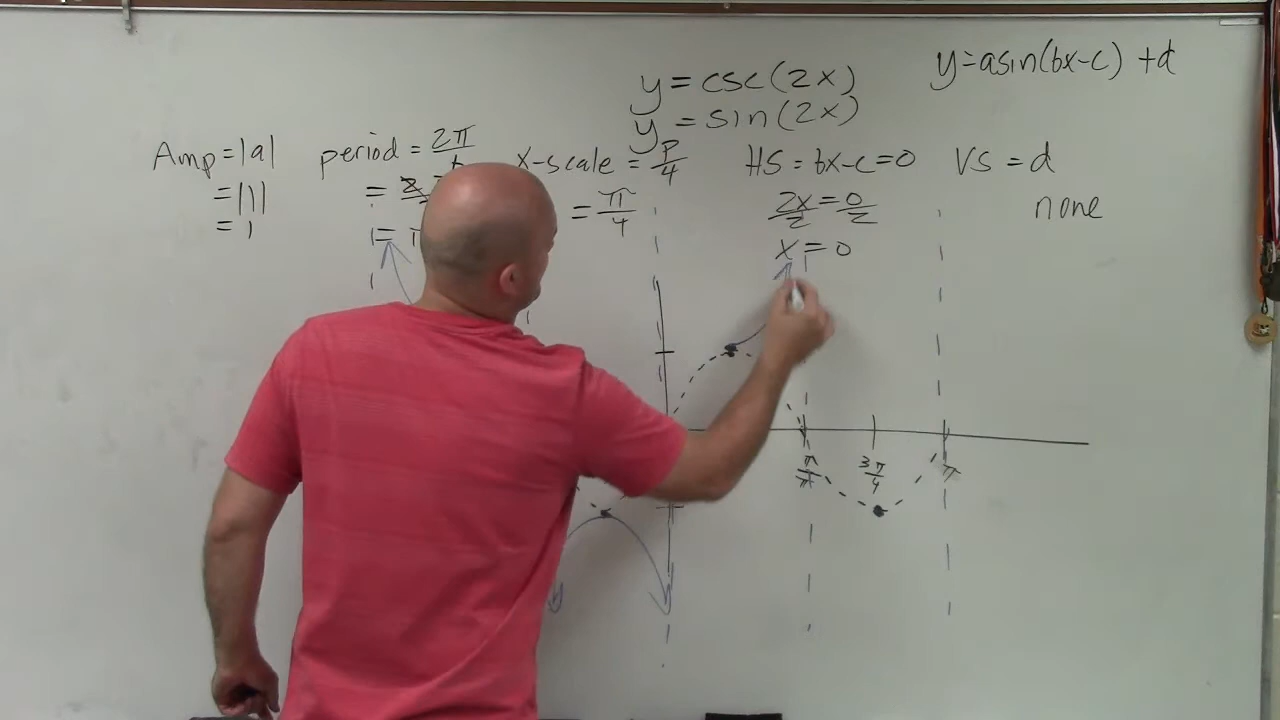 y = csc(2x)
y = asin(bx-c) + d
y = sin(2x)
Amp = |a|
= |1|
= 1
period = 2π
=
=
x-scale = P/4
= π/4
HS = bx-c=0
2x/2 = 0/2
x = 0
VS = d
none
3π/4
π